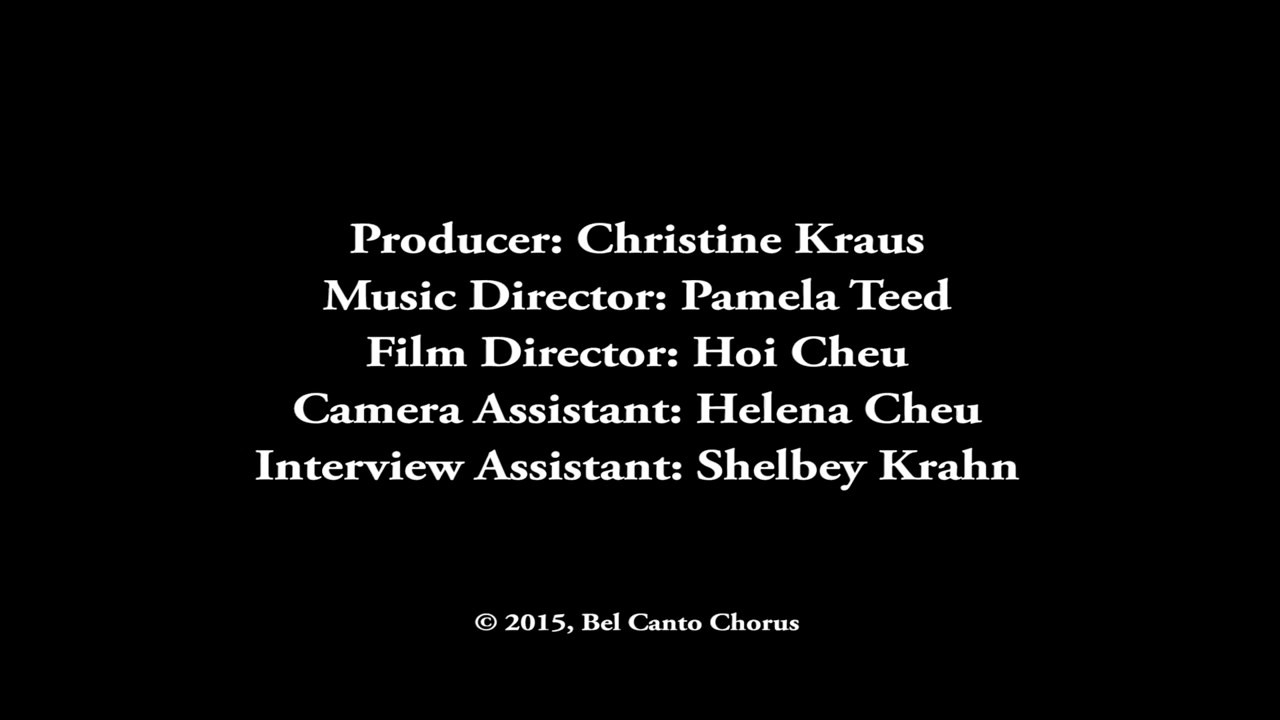 Producer: Christine Kraus
Music Director: Pamela Teed
Film Director: Hoi Cheu
Camera Assistant: Helena Cheu
Interview Assistant: Shelbey Krahn
© 2015, Bel Canto Chorus